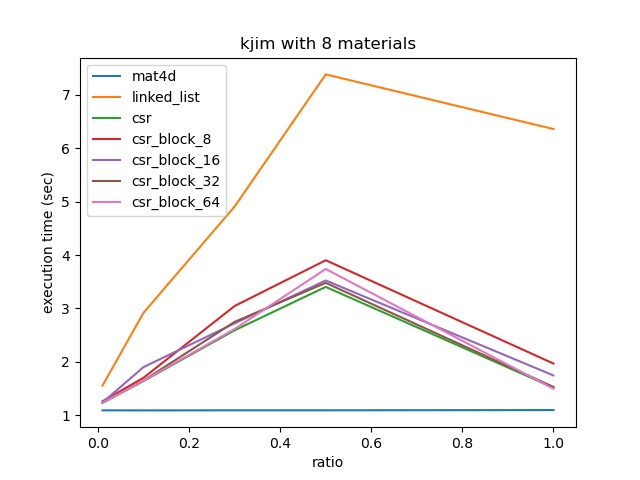 kjim with 8 materials
mat4d
linked_list
csr
csr_block_8
csr_block_16
csr_block_32
csr_block_64
execution time (sec)
7
6
5
4
3
2
1
0.0 0.2 0.4 0.6 0.8 1.0
ratio